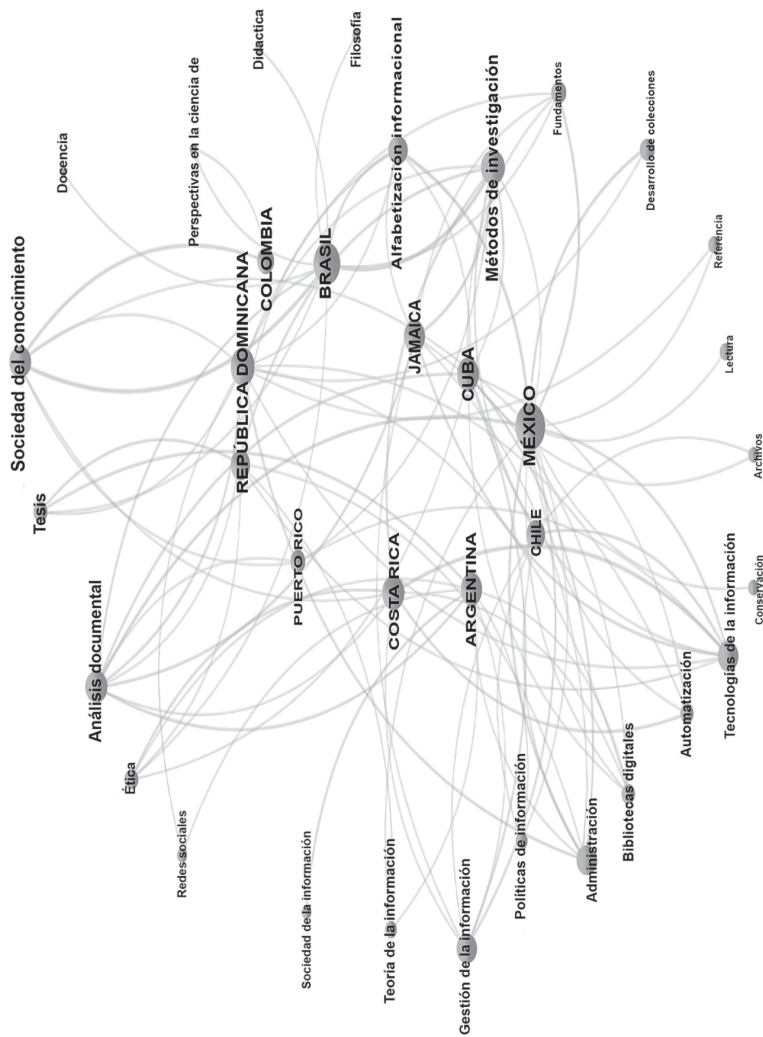 Sociedad del conocimiento
Tesis
Docencia
Análisis documental
Ética
Redes sociales
Perspectivas en la ciencia de
REPÚBLICA DOMINICANA
Didactica
COLOMBIA
PUERTO RICO
Sociedad de la información
BRASIL
Filosofía
Teoría de la información
COSTA RICA
Alfabetización informacional
JAMAICA
Gestión de la información
ARGENTINA
CUBA
Métodos de investigación
Políticas de información
CHILE
MÉXICO
Fundamentos
Administración
Bibliotecas digitales
Desarrollo de colecciones
Automatización
Referencia
Tecnologías de la información
Lectura
Conservación
Archivos